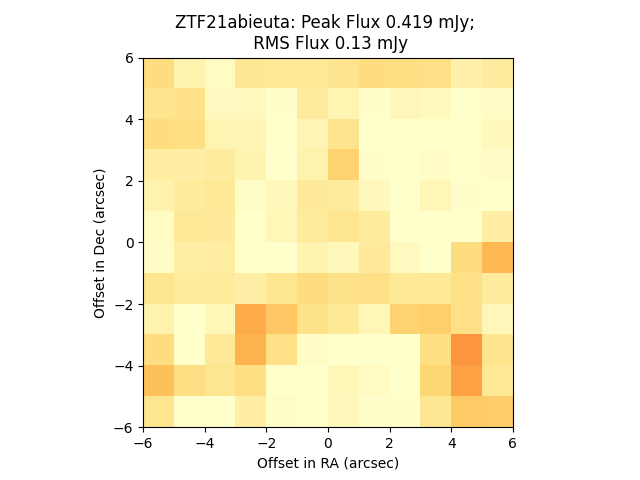 ZTF21abieuta: Peak Flux 0.419 mJy;
RMS Flux 0.13 mJy
6
4
2
0
−2
−4
−6
Offset in Dec (arcsec)
−6 −4 −2 0 2 4 6
Offset in RA (arcsec)